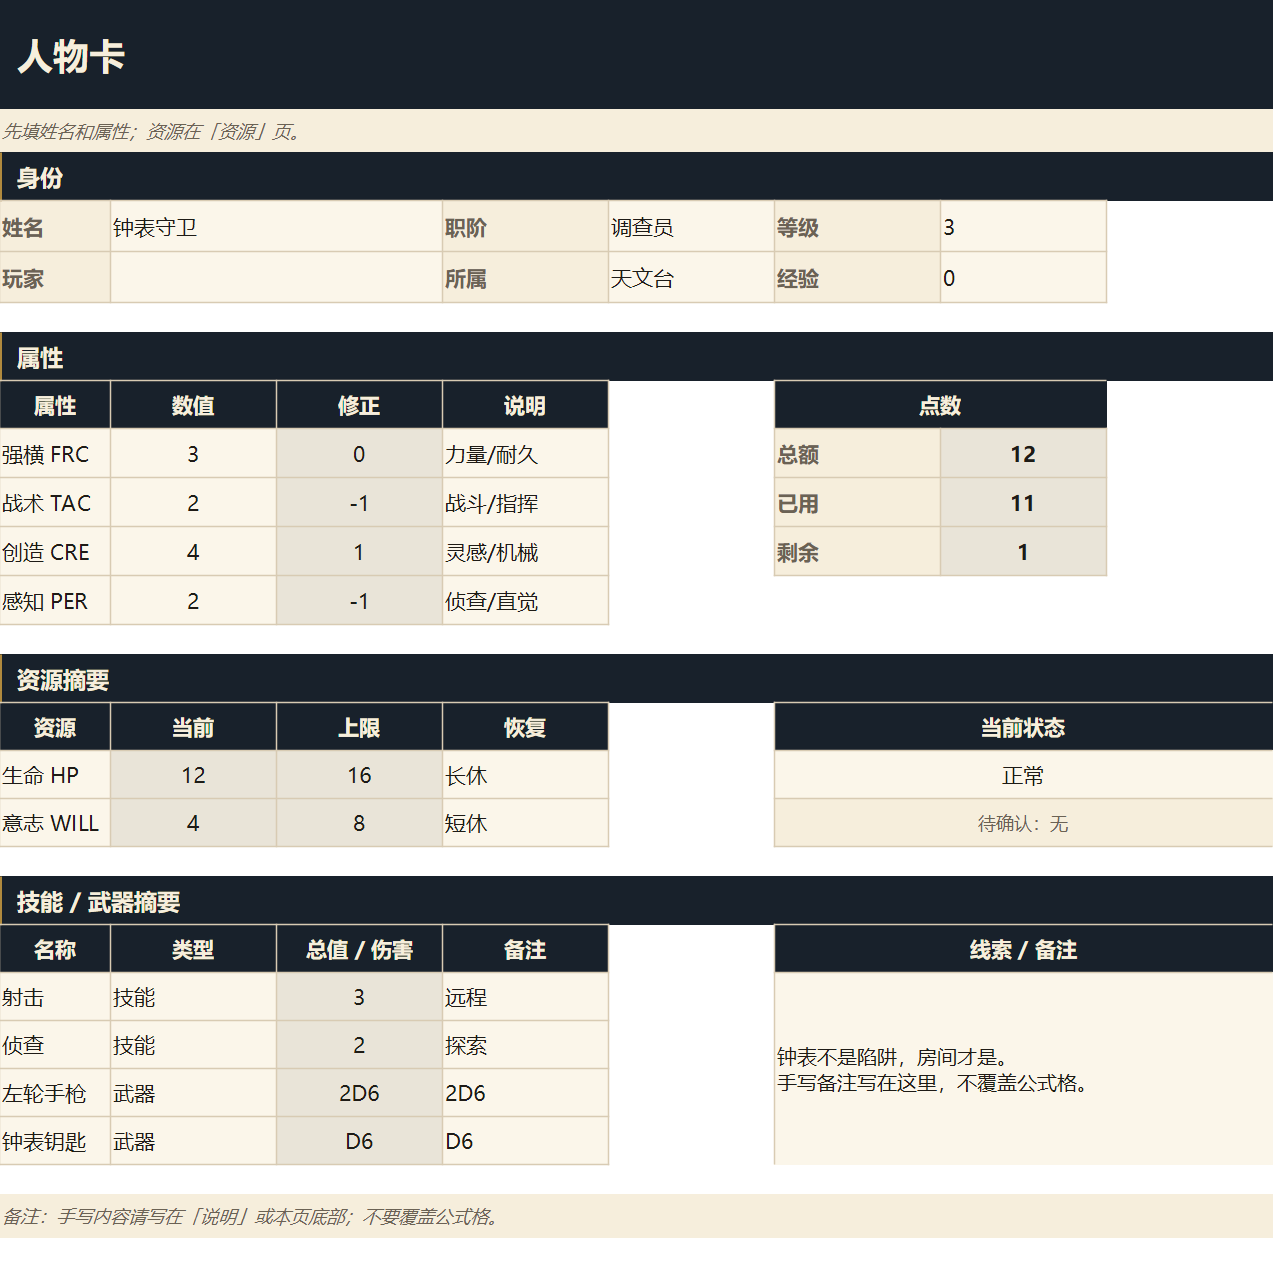 人物卡
先填姓名和属性；资源在「资源」页。
身份
姓名 钟表守卫 职阶 调查员 等级 3
玩家 所属 天文台 经验 0
属性
属性 数值 修正 说明 点数
强横 FRC 3 0 力量/耐久 总额 12
战术 TAC 2 -1 战斗/指挥 已用 11
创造 CRE 4 1 灵感/机械 剩余 1
感知 PER 2 -1 侦查/直觉
资源摘要
资源 当前 上限 恢复 当前状态
生命 HP 12 16 长休 正常
意志 WILL 4 8 短休 待确认：无
技能 / 武器摘要
名称 类型 总值 / 伤害 备注 线索 / 备注
射击 技能 3 远程
侦查 技能 2 探索
左轮手枪 武器 2D6 2D6
钟表钥匙 武器 D6 D6
钟表不是陷阱，房间才是。
手写备注写在这里，不覆盖公式格。
备注：手写内容请写在「说明」或本页底部；不要覆盖公式格。